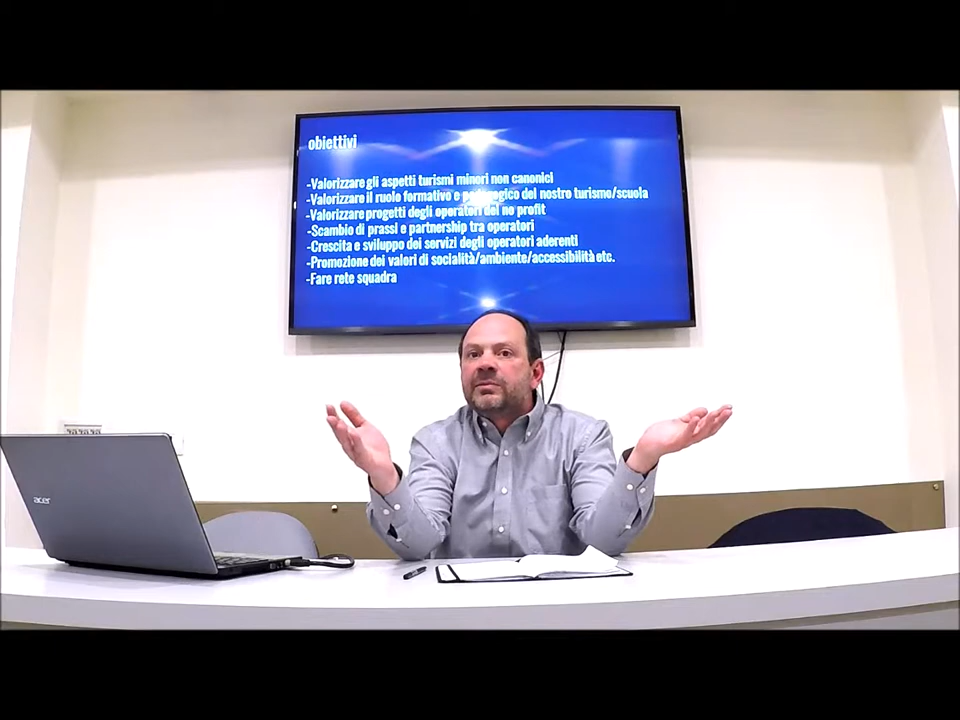 obiettivi
-Valorizzare gli aspetti turismi minori non canonici
-Valorizzare il ruolo formativo e pedagogico del nostro turismo/scuola
-Valorizzare progetti degli operatori del no profit
-Scambio di prassi e partnership tra operatori
-Crescita e sviluppo dei servizi degli operatori aderenti
-Promozione dei valori di socialità/ambiente/accessibilità etc.
-Fare rete squadra
acer